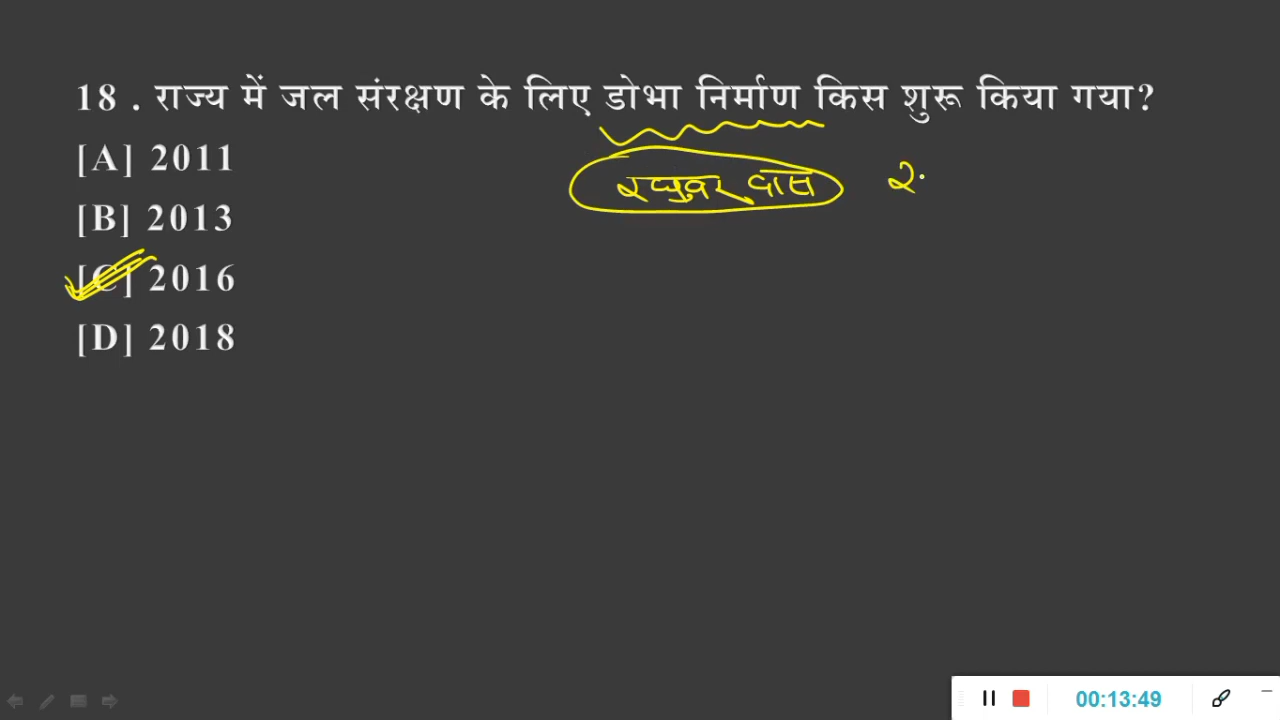 18 . राज्य में जल संरक्षण के लिए डोभा निर्माण किस शुरू किया गया?
[A] 2011
रघुवर दास
[B] 2013
[C] 2016
[D] 2018
00:13:49